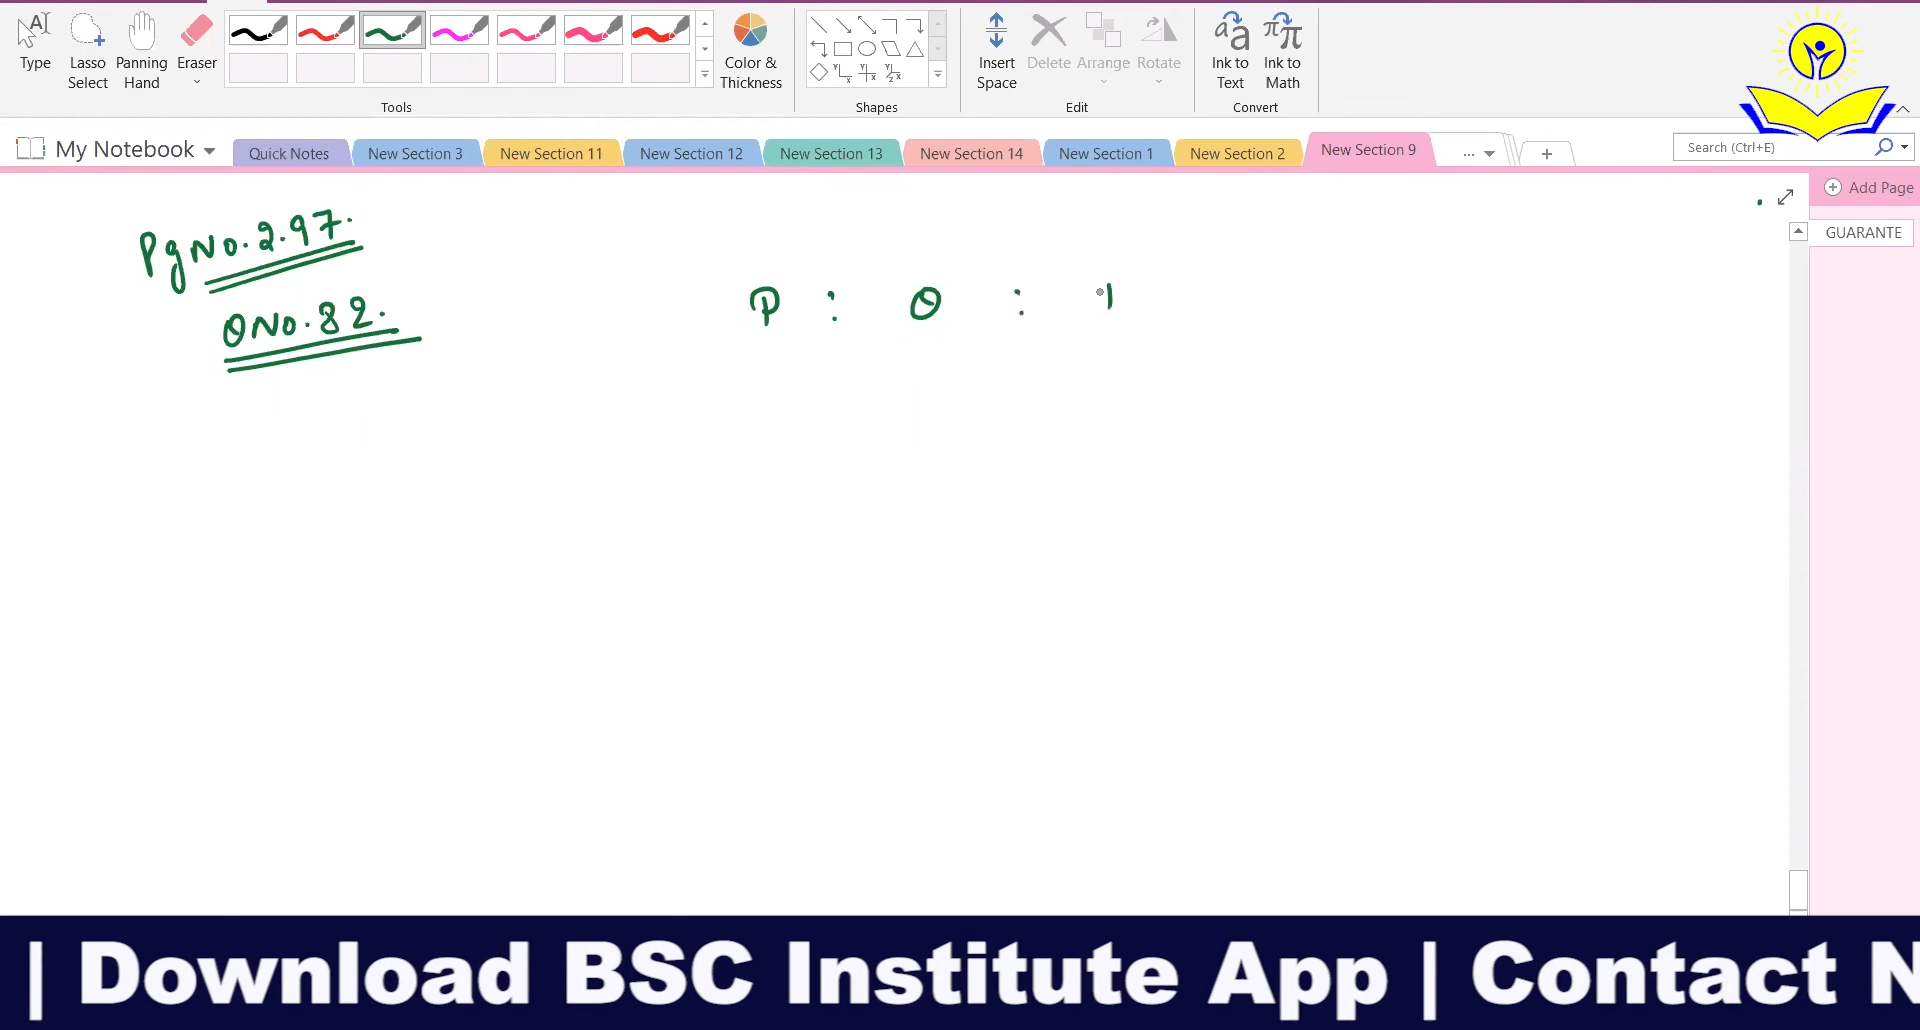 Type
Lasso Select
Panning Hand
Eraser
Color & Thickness
Insert Space
Delete
Arrange
Rotate
Ink to Text
Ink to Math
Tools
Shapes
Edit
Convert
My Notebook
Quick Notes
New Section 3
New Section 11
New Section 12
New Section 13
New Section 14
New Section 1
New Section 2
New Section 9
...
Search (Ctrl+E)
Add Page
GUARANTE
Pg No. 2.97.
QNo. 82.
P : Q :
| Download BSC Institute App | Contact N